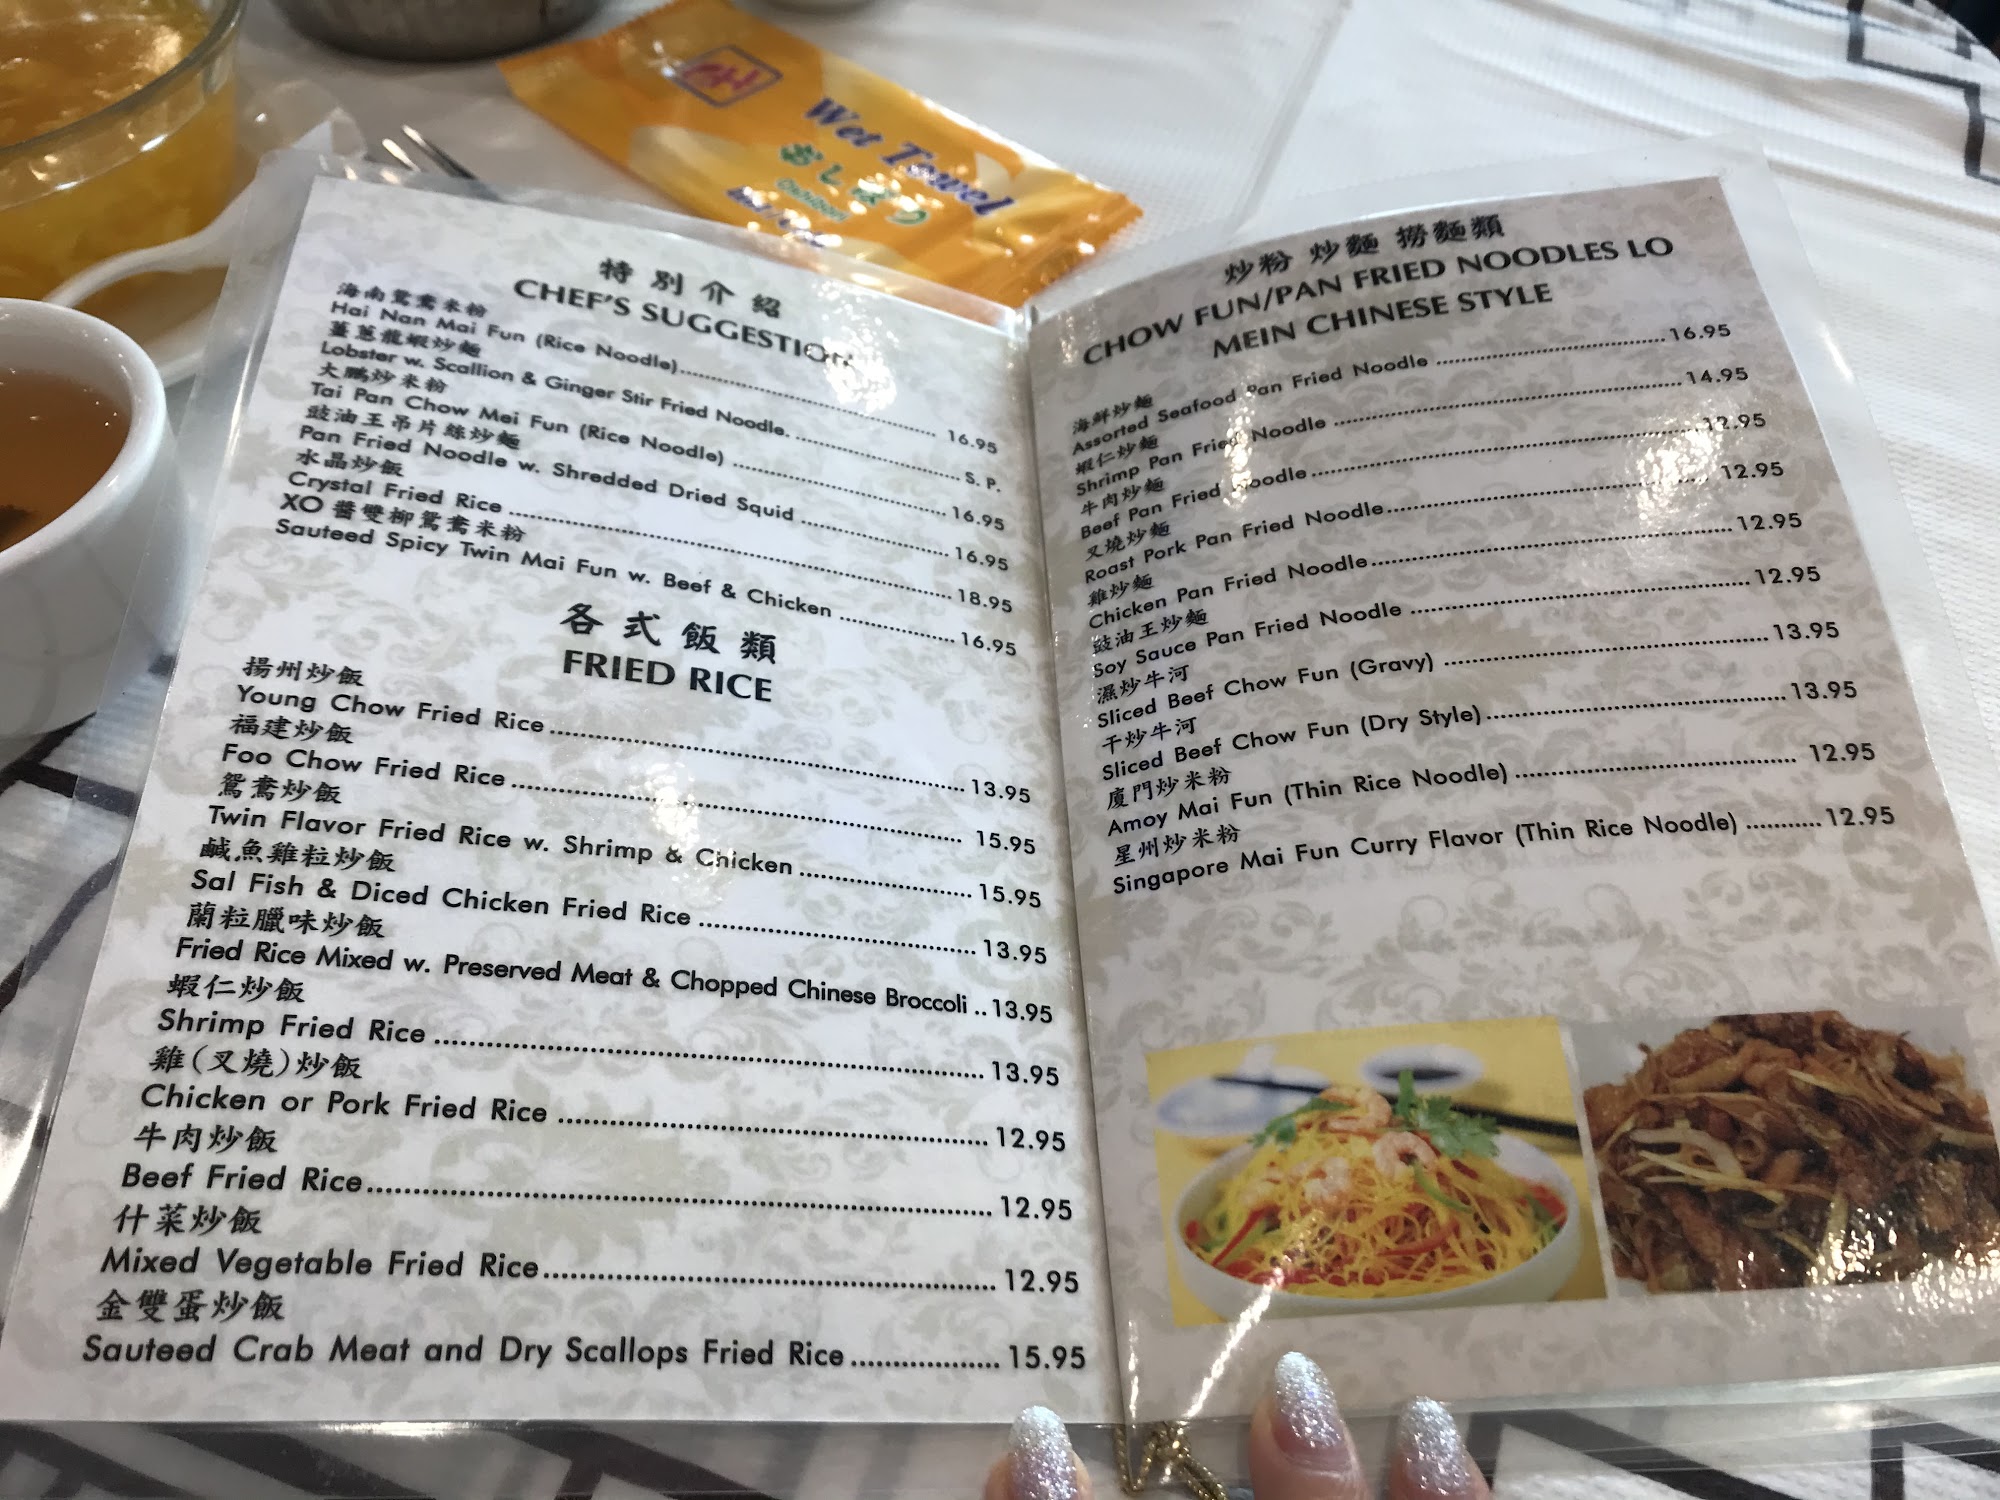 Wet Towel
おしぼり
Oshibori
特別介紹
CHEF'S SUGGESTION
海南鴛鴦米粉
Hai Nan Mai Fun (Rice Noodle)........ 16.95
薑蔥龍蝦炒麵
Lobster w. Scallion & Ginger Stir Fried Noodle. ........ S. P.
大鵬炒米粉
Tai Pan Chow Mei Fun (Rice Noodle) ........ 16.95
豉油王吊片絲炒麵
Pan Fried Noodle w. Shredded Dried Squid ........ 16.95
水晶炒飯
Crystal Fried Rice ........ 18.95
XO 醬雙柳鴛鴦米粉
Sauteed Spicy Twin Mai Fun w. Beef & Chicken ........ 16.95
各式飯類
FRIED RICE
揚州炒飯
Young Chow Fried Rice ........ 13.95
福建炒飯
Foo Chow Fried Rice ........ 15.95
鴛鴦炒飯
Twin Flavor Fried Rice w. Shrimp & Chicken ........ 15.95
鹹魚雞粒炒飯
Sal Fish & Diced Chicken Fried Rice ........ 13.95
蘭粒臘味炒飯
Fried Rice Mixed w. Preserved Meat & Chopped Chinese Broccoli ..13.95
蝦仁炒飯
Shrimp Fried Rice ........ 13.95
雞(叉燒)炒飯
Chicken or Pork Fried Rice ........ 12.95
牛肉炒飯
Beef Fried Rice........ 12.95
什菜炒飯
Mixed Vegetable Fried Rice........ 12.95
金雙蛋炒飯
Sauteed Crab Meat and Dry Scallops Fried Rice........ 15.95
炒粉 炒麵 撈麵類
CHOW FUN/PAN FRIED NOODLES LO
MEIN CHINESE STYLE
海鮮炒麵
Assorted Seafood Pan Fried Noodle ........ 16.95
蝦仁炒麵
Shrimp Pan Fried Noodle ........ 14.95
牛肉炒麵
Beef Pan Fried Noodle ........ 12.95
叉燒炒麵
Roast Pork Pan Fried Noodle........ 12.95
雞炒麵
Chicken Pan Fried Noodle........ 12.95
豉油王炒麵
Soy Sauce Pan Fried Noodle ........ 12.95
濕炒牛河
Sliced Beef Chow Fun (Gravy) ........ 13.95
干炒牛河
Sliced Beef Chow Fun (Dry Style)........ 13.95
廈門炒米粉
Amoy Mai Fun (Thin Rice Noodle) ........ 12.95
星州炒米粉
Singapore Mai Fun Curry Flavor (Thin Rice Noodle) ...........12.95